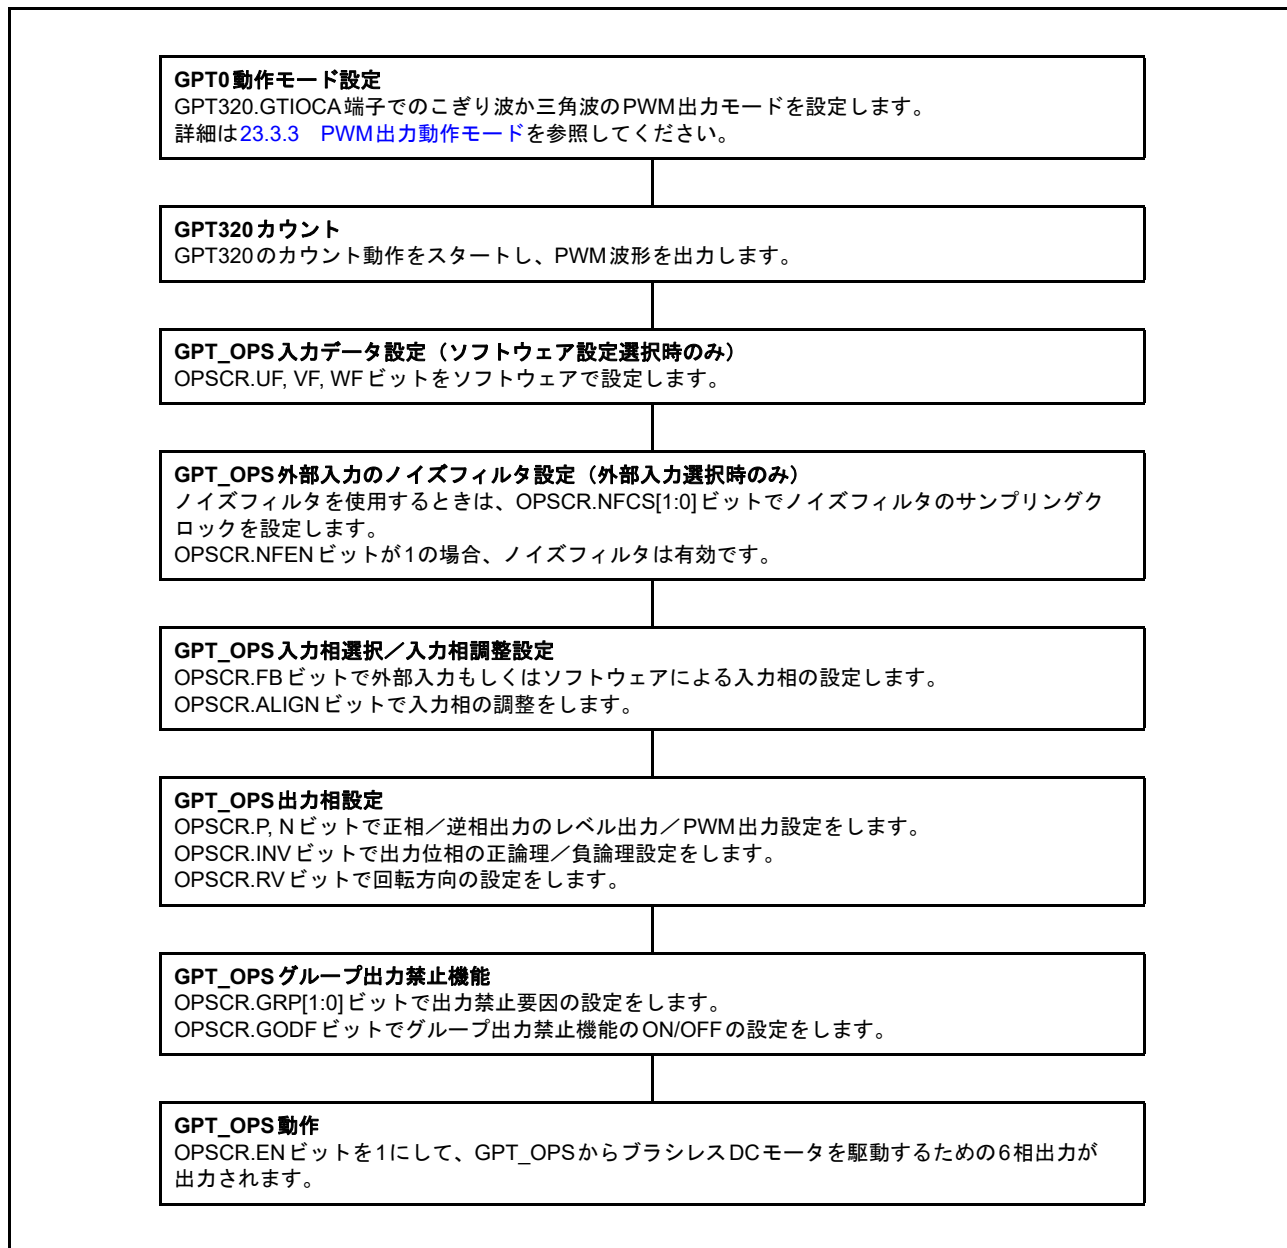 GPT0動作モード設定
GPT320.GTIOCA端子でのこぎり波か三角波のPWM出力モードを設定します。
詳細は23.3.3　PWM出力動作モードを参照してください。
GPT320カウント
GPT320のカウント動作をスタートし、PWM波形を出力します。
GPT_OPS入力データ設定（ソフトウェア設定選択時のみ）
OPSCR.UF, VF, WFビットをソフトウェアで設定します。
GPT_OPS外部入力のノイズフィルタ設定（外部入力選択時のみ）
ノイズフィルタを使用するときは、OPSCR.NFCS[1:0]ビットでノイズフィルタのサンプリングク
ロックを設定します。
OPSCR.NFENビットが1の場合、ノイズフィルタは有効です。
GPT_OPS入力相選択／入力相調整設定
OPSCR.FBビットで外部入力もしくはソフトウェアによる入力相の設定します。
OPSCR.ALIGNビットで入力相の調整をします。
GPT_OPS出力相設定
OPSCR.P, Nビットで正相／逆相出力のレベル出力／PWM出力設定をします。
OPSCR.INVビットで出力位相の正論理／負論理設定をします。
OPSCR.RVビットで回転方向の設定をします。
GPT_OPSグループ出力禁止機能
OPSCR.GRP[1:0]ビットで出力禁止要因の設定をします。
OPSCR.GODFビットでグループ出力禁止機能のON/OFFの設定をします。
GPT_OPS動作
OPSCR.ENビットを1にして、GPT_OPSからブラシレスDCモータを駆動するための6相出力が
出力されます。